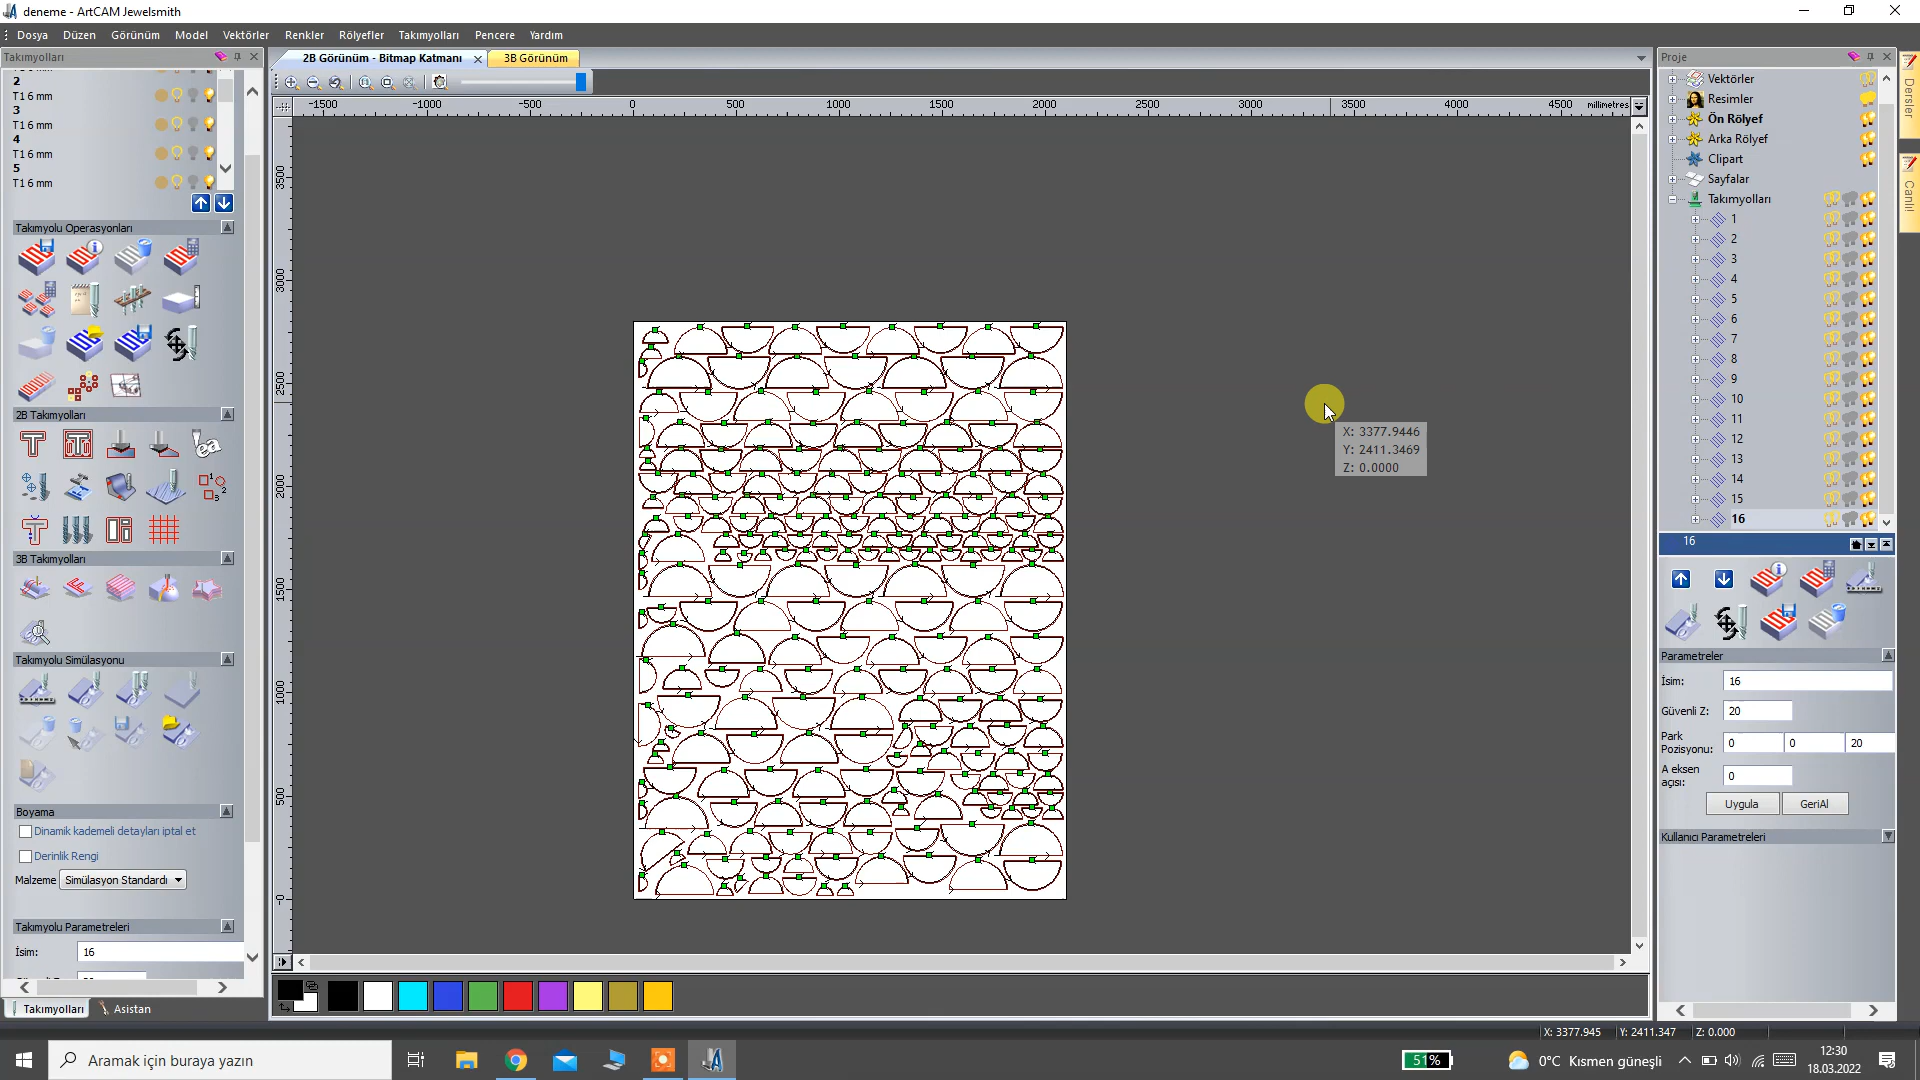 deneme - ArtCAM Jewelsmith
Dosya Düzen Görünüm Model Vektörler Renkler Rölyefler Takımyolları Pencere Yardım
Takımyolları
2
T1 6 mm
3
T1 6 mm
4
T1 6 mm
5
T1 6 mm
Takımyolu Operasyonları
2B Takımyolları
3B Takımyolları
Takımyolu Simülasyonu
Boyama
Dinamik kademeli detayları iptal et
Derinlik Rengi
Malzeme Simülasyon Standardı
Takımyolu Parametreleri
İsim: 16
Takımyolları Asistan
2B Görünüm - Bitmap Katmanı
3B Görünüm
-1500 -1000 -500 0 500 1000 1500 2000 2500 3000 3500 4000 4500 millimetres
3500
3000
2500
2000
1500
1000
500
-0
X: 3377.9446
Y: 2411.3469
Z: 0.0000
Proje
Vektörler
Resimler
Ön Rölyef
Arka Rölyef
Clipart
Sayfalar
Takımyolları
1
2
3
4
5
6
7
8
9
10
11
12
13
14
15
16
16
Parametreler
İsim: 16
Güvenli Z: 20
Park Pozisyonu: 0 0 20
A eksen açısı: 0
Uygula GeriAl
Kullanıcı Parametreleri
Dersler
Canlı!
X: 3377.945 Y: 2411.347 Z: 0.000
Aramak için buraya yazın
51%
0°C Kısmen güneşli
12:30
18.03.2022